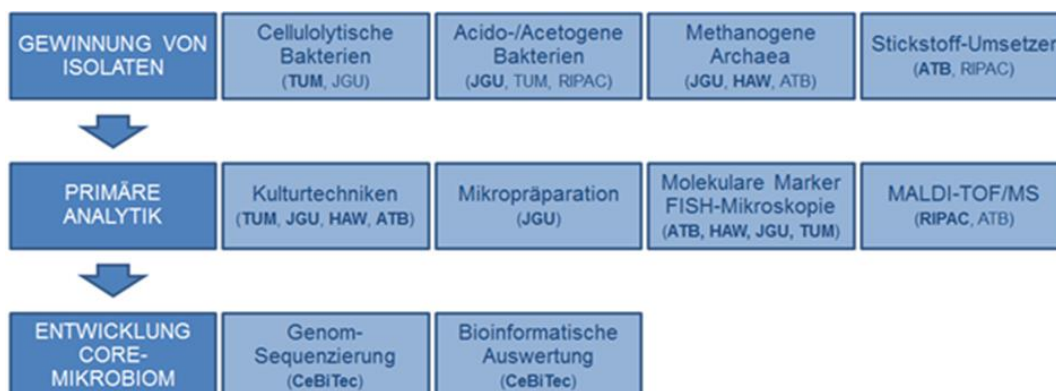 GEWINNUNG VON
ISOLATEN
Cellulolytische
Bakterien
(TUM, JGU)
Acido-/Acetogene
Bakterien
(JGU, TUM, RIPAC)
Methanogene
Archaea
(JGU, HAW, ATB)
Stickstoff-Umsetzer
(ATB, RIPAC)
PRIMÄRE
ANALYTIK
Kulturtechniken
(TUM, JGU, HAW, ATB)
Mikropräparation
(JGU)
Molekulare Marker
FISH-Mikroskopie
(ATB, HAW, JGU, TUM)
MALDI-TOF/MS
(RIPAC, ATB)
ENTWICKLUNG
CORE-
MIKROBIOM
Genom-
Sequenzierung
(CeBiTec)
Bioinformatische
Auswertung
(CeBiTec)